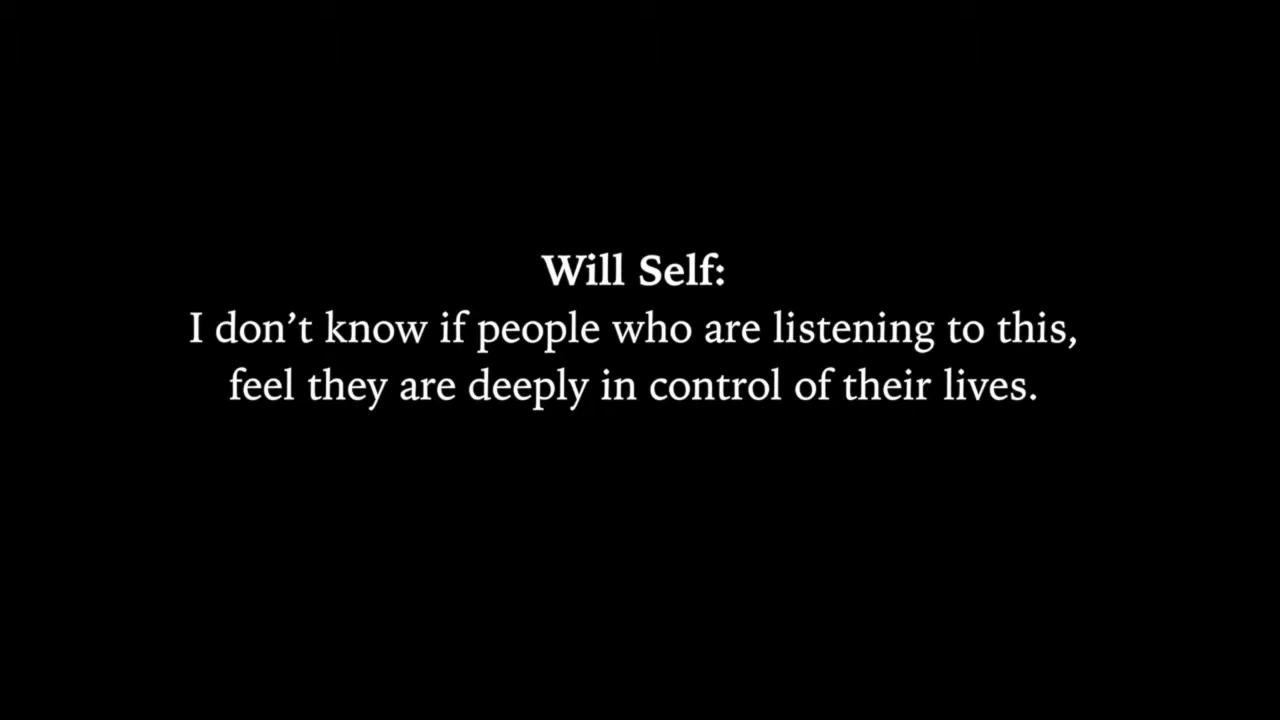 Will Self:
I don’t know if people who are listening to this,
feel they are deeply in control of their lives.